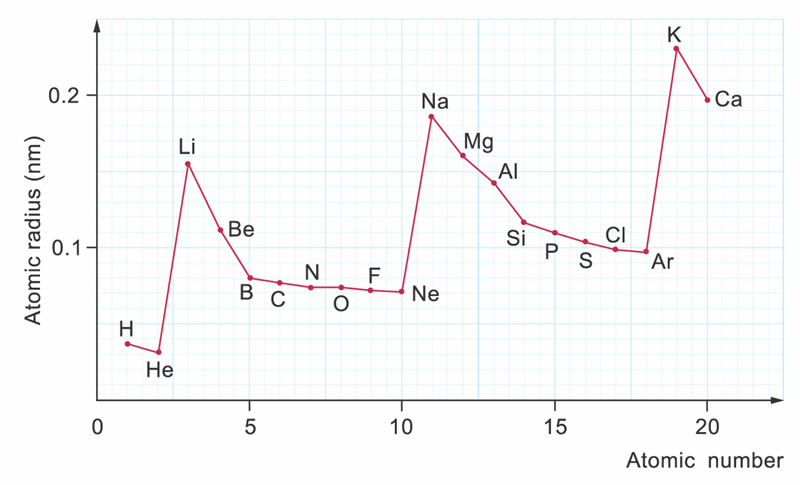 K
0.2
Na
Ca
Li
Mg
Al
Be
Si
P
S
Cl
Ar
0.1
B
C
N
O
F
Ne
H
He
Atomic radius (nm)
0
5
10
15
20
Atomic number